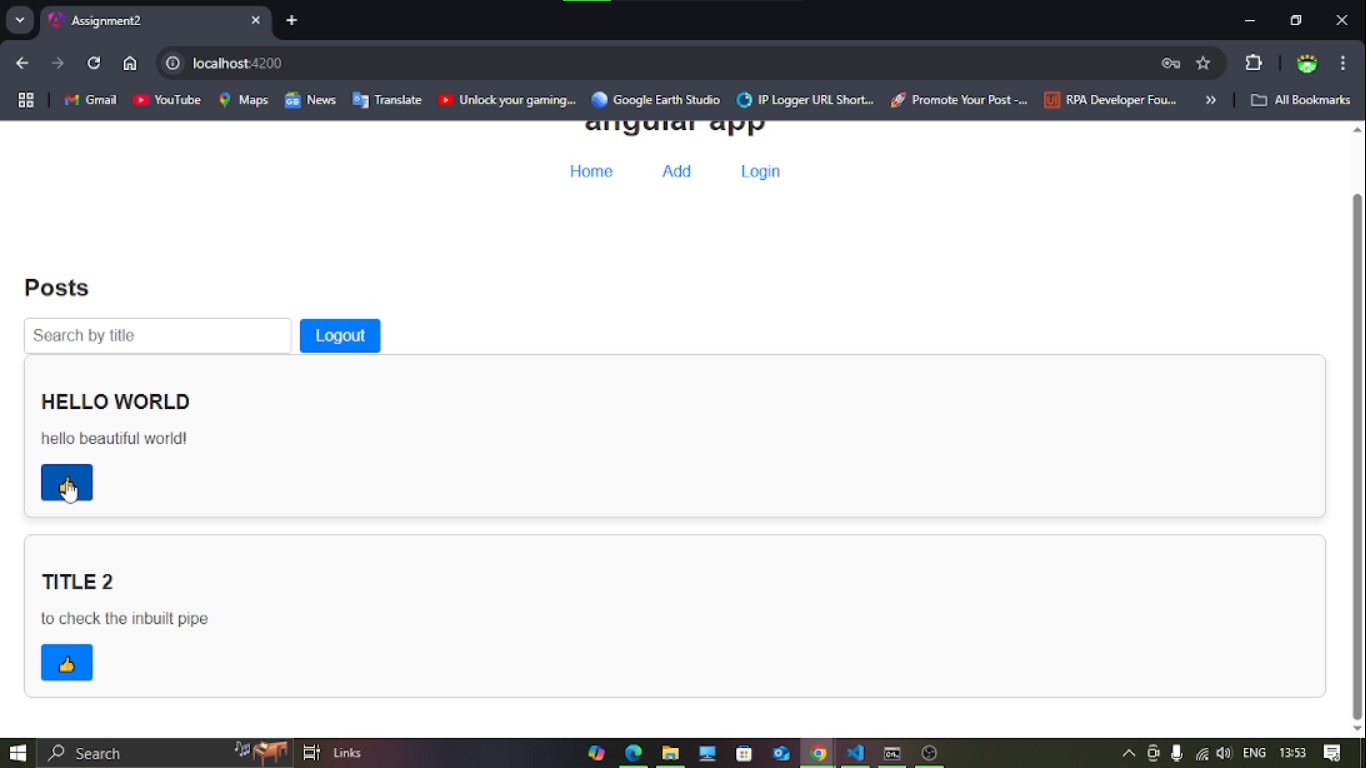 Assignment2
localhost:4200
Gmail YouTube Maps News Translate Unlock your gaming... Google Earth Studio IP Logger URL Short... Promote Your Post -... RPA Developer Fou... » All Bookmarks
angular app
Home Add Login
Posts
Search by title Logout
HELLO WORLD
hello beautiful world!
TITLE 2
to check the inbuilt pipe
Search Links ENG 13:53